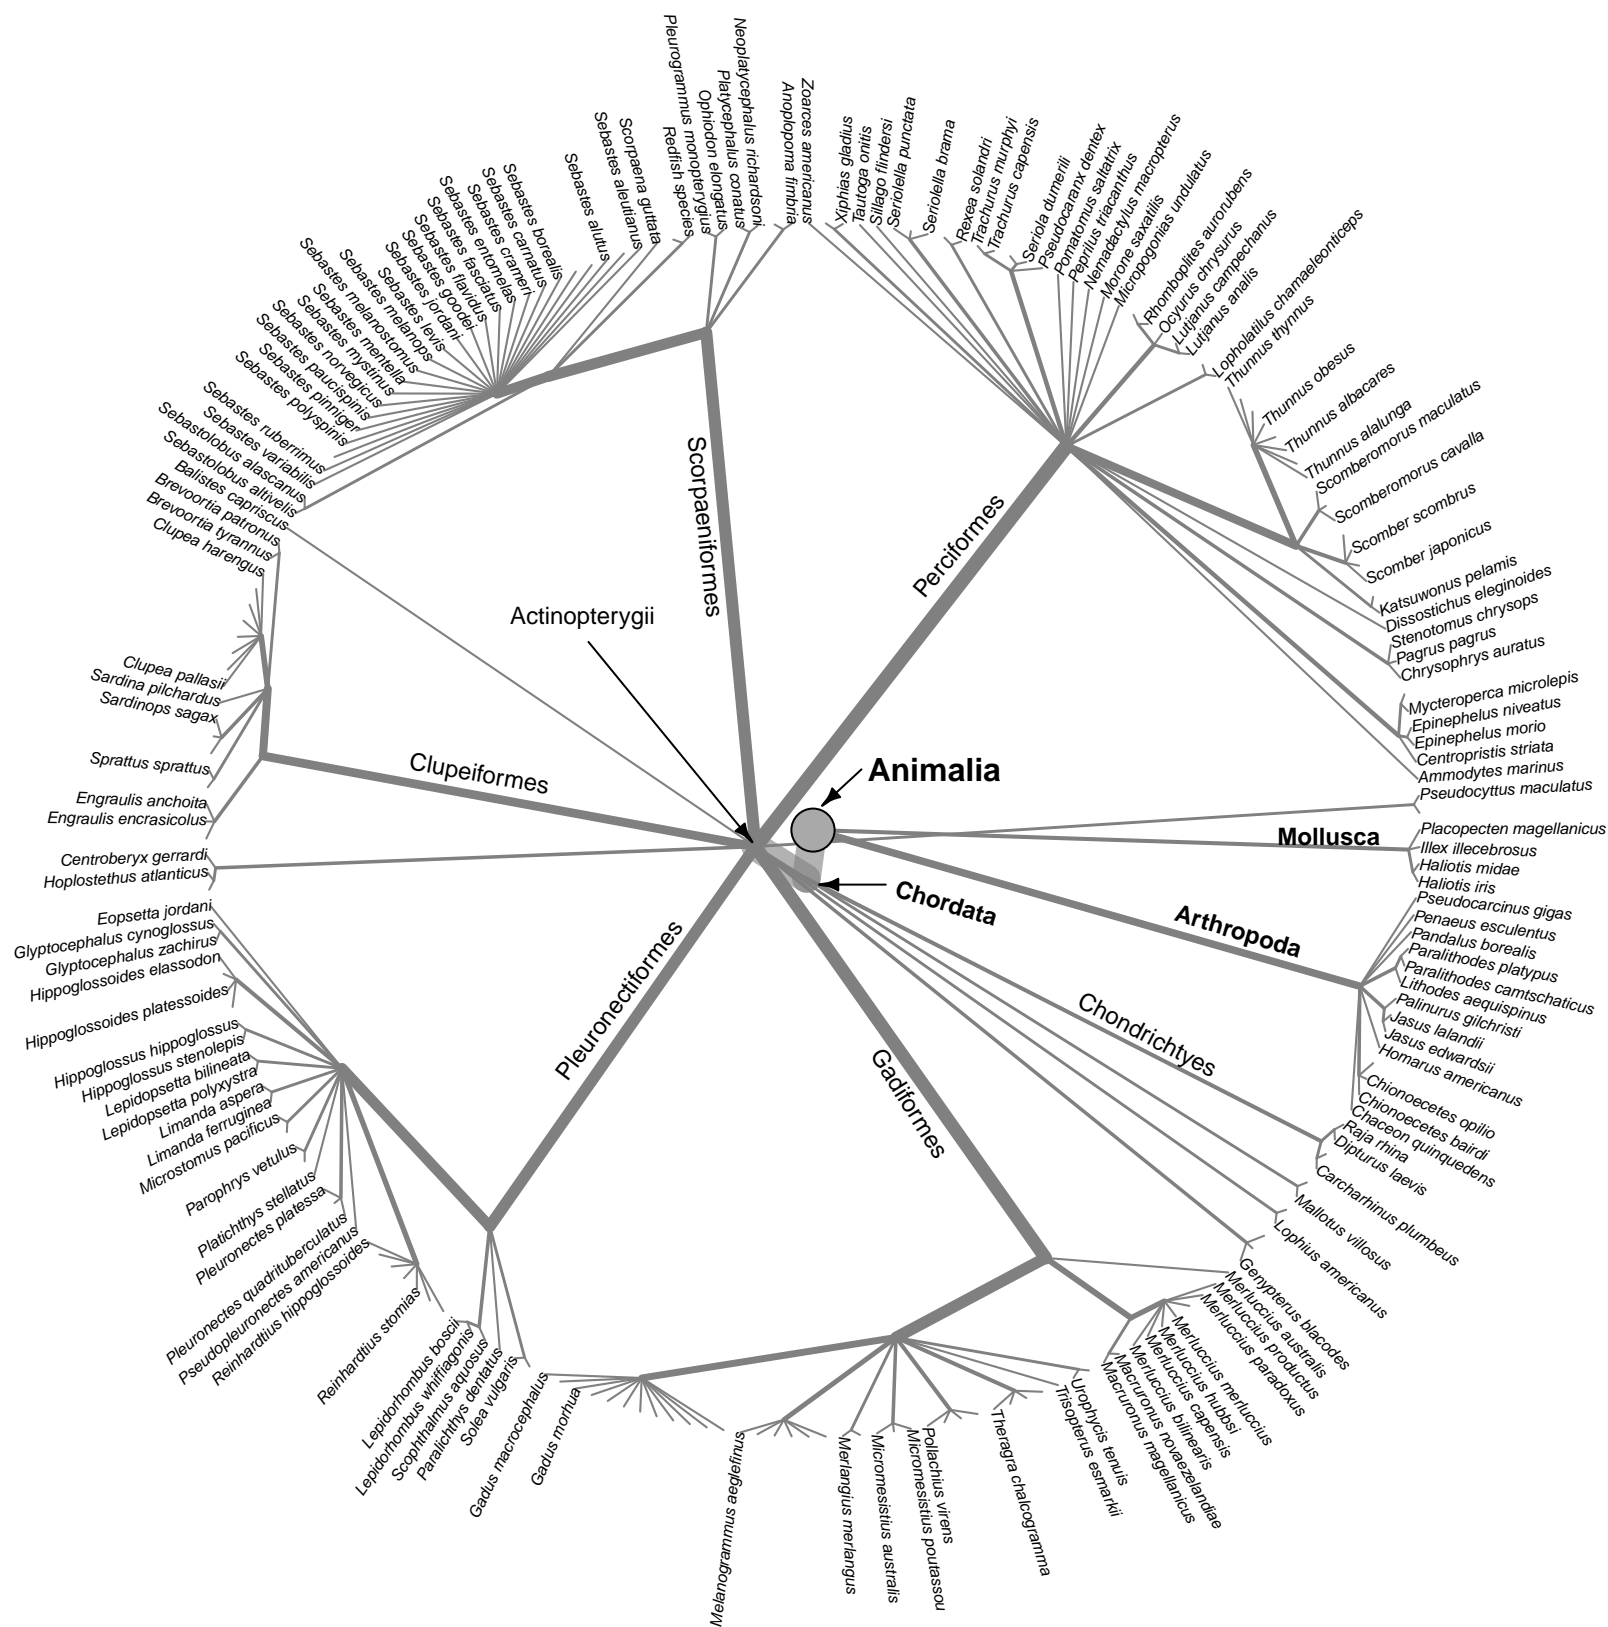 Pleurogrammus monopterygius
Redfish species
Ophiodon elongatus
Platycephalus conatus
Neoplatycephalus richardsoni
Anoplopoma fimbria
Zoarces americanus
Xiphias gladius
Tautoga onitis
Sillago flindersi
Seriolella punctata
Seriolella brama
Rexea solandri
Trachurus murphyi
Trachurus capensis
Seriola dumerili
Pseudocaranx dentex
Pomatomus saltatrix
Peprilus triacanthus
Nemadactylus macropterus
Morone saxatilis
Micropogonias undulatus
Rhomboplites aurorubens
Ocyurus chrysurus
Lutjanus campechanus
Lutjanus analis
Lopholatilus chamaeleonticeps
Thunnus thynnus
Thunnus obesus
Thunnus albacares
Thunnus alalunga
Scomberomorus maculatus
Scomberomorus cavalla
Scomber scombrus
Scomber japonicus
Katsuwonus pelamis
Dissostichus eleginoides
Stenotomus chrysops
Pagrus pagrus
Chrysophrys auratus
Mycteroperca microlepis
Epinephelus niveatus
Epinephelus morio
Centropristis striata
Ammodytes marinus
Pseudocyttus maculatus
Placopecten magellanicus
Illex illecebrosus
Haliotis midae
Haliotis iris
Pseudocarcinus gigas
Penaeus esculentus
Pandalus borealis
Paralithodes platypus
Paralithodes camtschaticus
Lithodes aequispinus
Palinurus gilchristi
Jasus lalandii
Jasus edwardsii
Homarus americanus
Chionoecetes opilio
Chionoecetes bairdi
Chaceon quinquedens
Raja rhina
Dipturus laevis
Carcharhinus plumbeus
Mallotus villosus
Lophius americanus
Genypterus blacodes
Merluccius australis
Merluccius productus
Merluccius paradoxus
Merluccius merluccius
Merluccius hubbsi
Merluccius capensis
Merluccius bilinearis
Macruronus novaezelandiae
Macruronus magellanicus
Urophycis tenuis
Trisopterus esmarkii
Theragra chalcogramma
Pollachius virens
Micromesistius poutassou
Micromesistius australis
Merlangius merlangus
Melanogrammus aeglefinus
Gadus morhua
Gadus macrocephalus
Solea vulgaris
Paralichthys dentatus
Scophthalmus aquosus
Lepidorhombus whiffiagonis
Lepidorhombus boscii
Reinhardtius stomias
Reinhardtius hippoglossoides
Pseudopleuronectes americanus
Pleuronectes quadrituberculatus
Pleuronectes platessa
Platichthys stellatus
Parophrys vetulus
Microstomus pacificus
Limanda ferruginea
Limanda aspera
Lepidopsetta polyxystra
Lepidopsetta bilineata
Hippoglossus stenolepis
Hippoglossus hippoglossus
Hippoglossoides platessoides
Hippoglossoides elassodon
Glyptocephalus zachirus
Glyptocephalus cynoglossus
Eopsetta jordani
Hoplostethus atlanticus
Centroberyx gerrardi
Engraulis encrasicolus
Engraulis anchoita
Sprattus sprattus
Sardinops sagax
Sardina pilchardus
Clupea pallasii
Clupea harengus
Brevoortia tyrannus
Brevoortia patronus
Balistes capriscus
Sebastolobus altivelis
Sebastolobus alascanus
Sebastes variabilis
Sebastes ruberrimus
Sebastes polyspinis
Sebastes pinniger
Sebastes paucispinis
Sebastes norvegicus
Sebastes mystinus
Sebastes mentella
Sebastes melanostomus
Sebastes melanops
Sebastes levis
Sebastes jordani
Sebastes goodei
Sebastes flavidus
Sebastes fasciatus
Sebastes entomelas
Sebastes crameri
Sebastes carnatus
Sebastes borealis
Sebastes alutus
Sebastes aleutianus
Scorpaena guttata
Scorpaeniformes
Perciformes
Actinopterygii
Clupeiformes
Animalia
Mollusca
Chordata
Arthropoda
Chondrichtyes
Pleuronectiformes
Gadiformes